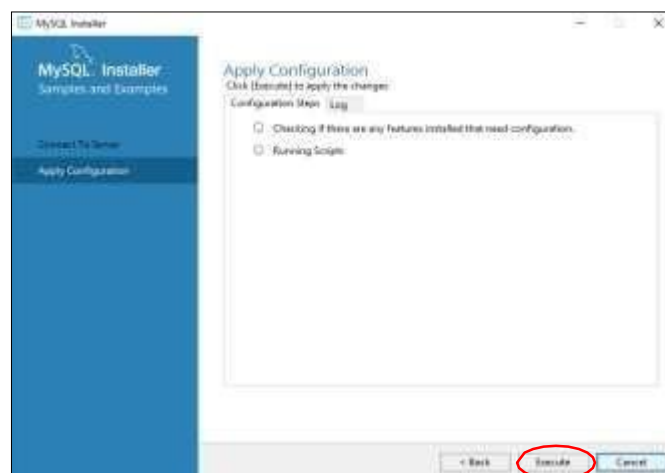 MySQL Installer
MySQL Installer
Samples and Examples
Connect To Server
Apply Configuration
Apply Configuration
Click [Execute] to apply the changes
Configuration Steps Log
Checking if there are any features installed that need configuration.
Running Scripts
< Back Execute Cancel